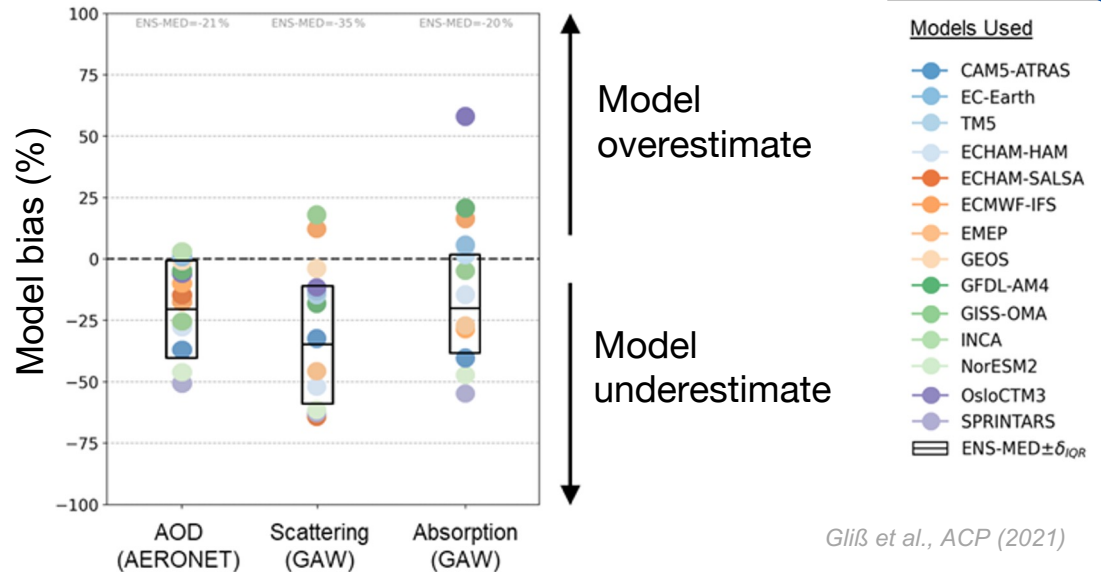 ENS-MED=-21%
ENS-MED=-35%
ENS-MED=-20%
Model bias (%)
100
75
50
25
0
−25
−50
−75
−100
AOD
(AERONET)
Scattering
(GAW)
Absorption
(GAW)
Model
overestimate
Model
underestimate
Models Used
CAM5-ATRAS
EC-Earth
TM5
ECHAM-HAM
ECHAM-SALSA
ECMWF-IFS
EMEP
GEOS
GFDL-AM4
GISS-OMA
INCA
NorESM2
OsloCTM3
SPRINTARS
ENS-MED±δIQR
Gliß et al., ACP (2021)